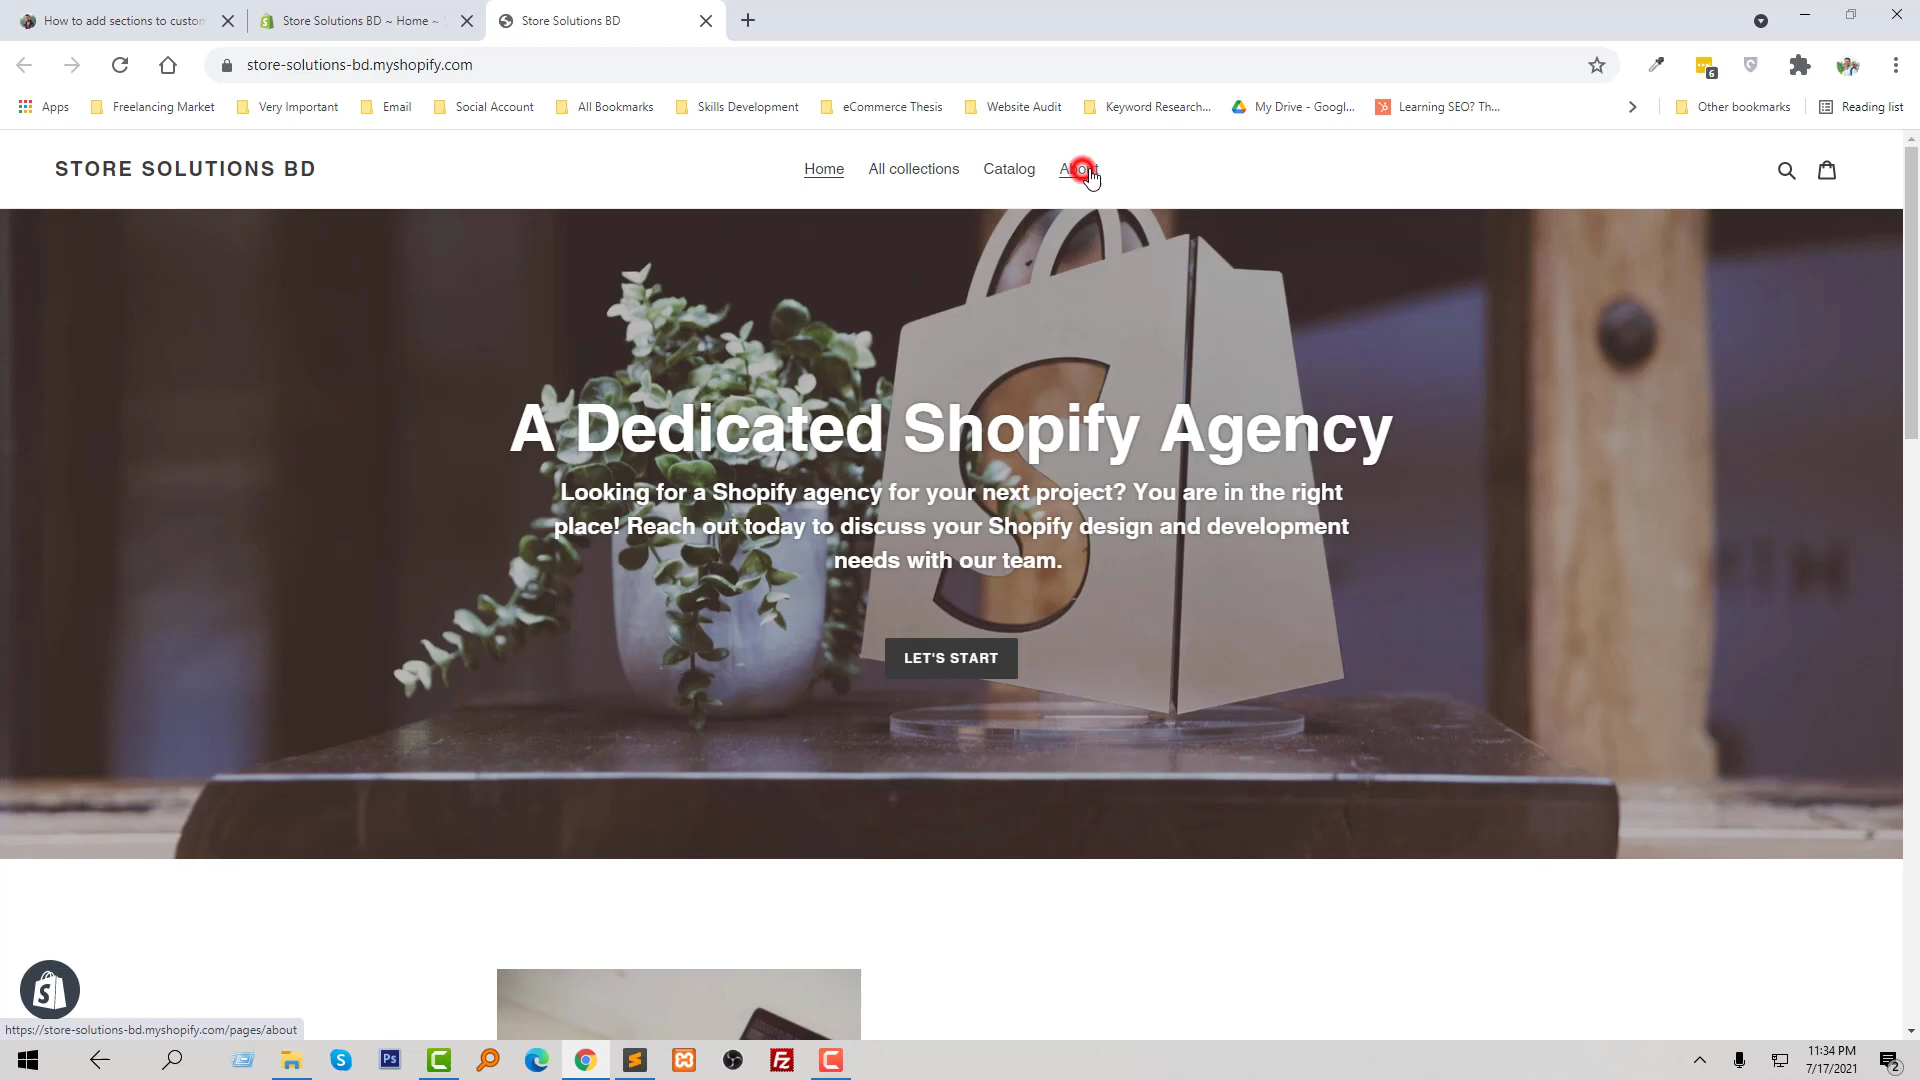 How to add sections to custom
Store Solutions BD ~ Home ~
Store Solutions BD
store-solutions-bd.myshopify.com
6
Apps
Freelancing Market
Very Important
Email
Social Account
All Bookmarks
Skills Development
eCommerce Thesis
Website Audit
Keyword Research...
My Drive - Googl...
Learning SEO? Th...
Other bookmarks
Reading list
STORE SOLUTIONS BD
Home
All collections
Catalog
About
A Dedicated Shopify Agency
Looking for a Shopify agency for your next project? You are in the right
place! Reach out today to discuss your Shopify design and development
needs with our team.
LET'S START
https://store-solutions-bd.myshopify.com/pages/about
11:34 PM
7/17/2021
2